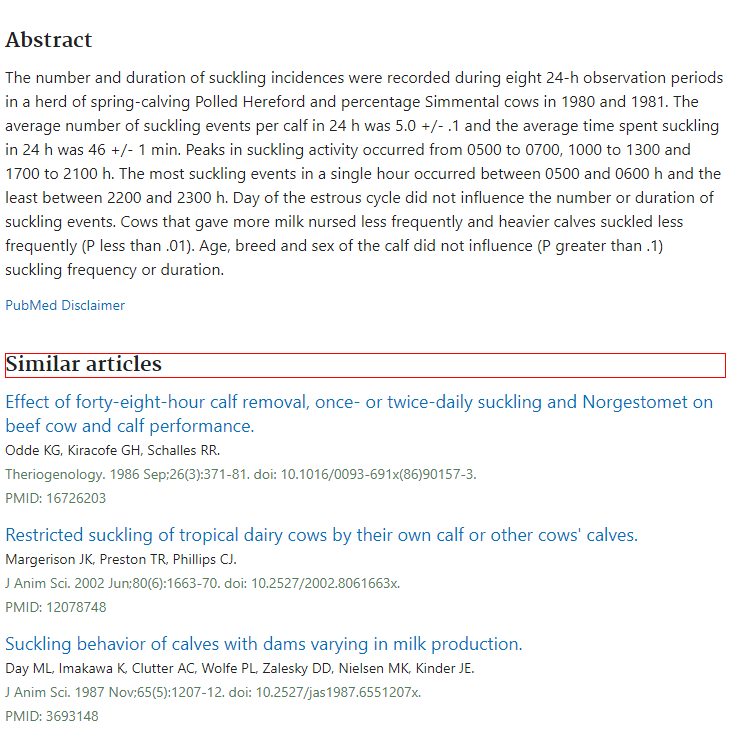 Abstract
The number and duration of suckling incidences were recorded during eight 24-h observation periods
in a herd of spring-calving Polled Hereford and percentage Simmental cows in 1980 and 1981. The
average number of suckling events per calf in 24 h was 5.0 +/- .1 and the average time spent suckling
in 24 h was 46 +/- 1 min. Peaks in suckling activity occurred from 0500 to 0700, 1000 to 1300 and
1700 to 2100 h. The most suckling events in a single hour occurred between 0500 and 0600 h and the
least between 2200 and 2300 h. Day of the estrous cycle did not influence the number or duration of
suckling events. Cows that gave more milk nursed less frequently and heavier calves suckled less
frequently (P less than .01). Age, breed and sex of the calf did not influence (P greater than .1)
suckling frequency or duration.
PubMed Disclaimer
Similar articles
Effect of forty-eight-hour calf removal, once- or twice-daily suckling and Norgestomet on
beef cow and calf performance.
Odde KG, Kiracofe GH, Schalles RR.
Theriogenology. 1986 Sep;26(3):371-81. doi: 10.1016/0093-691x(86)90157-3.
PMID: 16726203
Restricted suckling of tropical dairy cows by their own calf or other cows' calves.
Margerison JK, Preston TR, Phillips CJ.
J Anim Sci. 2002 Jun;80(6):1663-70. doi: 10.2527/2002.8061663x.
PMID: 12078748
Suckling behavior of calves with dams varying in milk production.
Day ML, Imakawa K, Clutter AC, Wolfe PL, Zalesky DD, Nielsen MK, Kinder JE.
J Anim Sci. 1987 Nov;65(5):1207-12. doi: 10.2527/jas1987.6551207x.
PMID: 3693148